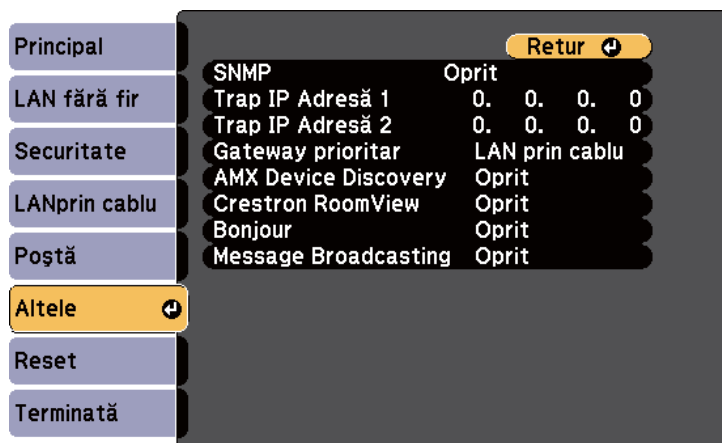 Principal
LAN fără fir
Securitate
LANprin cablu
Poştă
Altele
Reset
Terminată
Retur
SNMP Oprit
Trap IP Adresă 1 0. 0. 0. 0
Trap IP Adresă 2 0. 0. 0. 0
Gateway prioritar LAN prin cablu
AMX Device Discovery Oprit
Crestron RoomView Oprit
Bonjour Oprit
Message Broadcasting Oprit